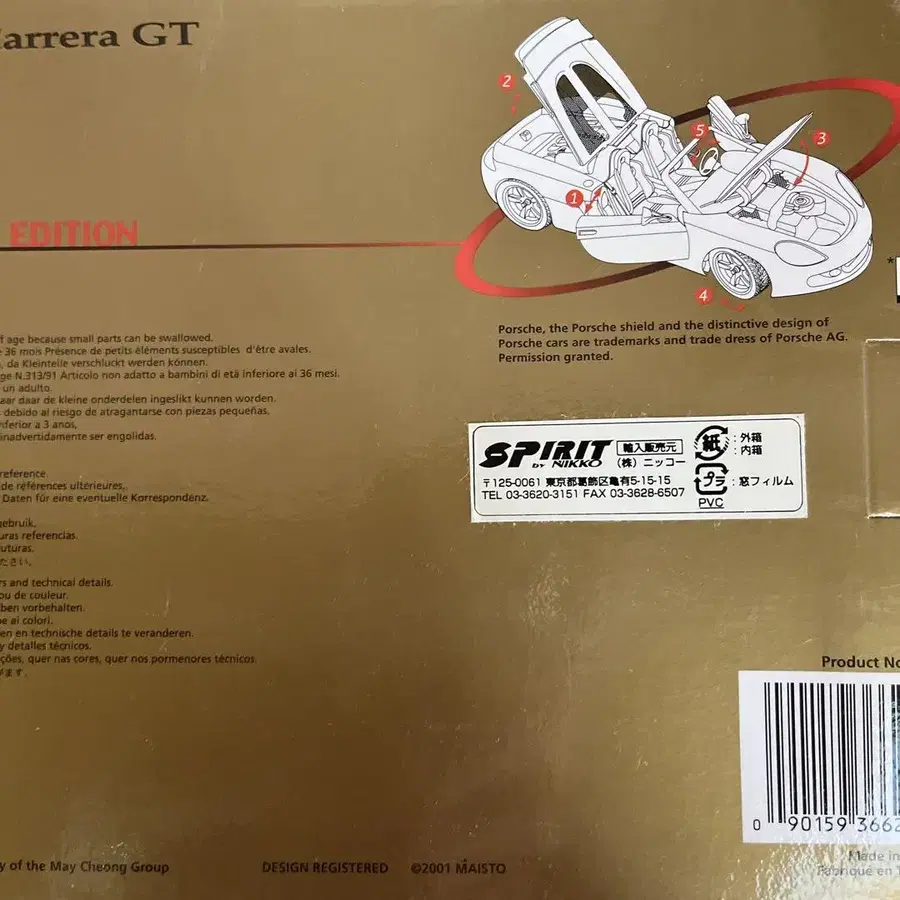 arrera GT
2
5
3
1
4
EDITION
*
Porsche, the Porsche shield and the distinctive design of
Porsche cars are trademarks and trade dress of Porsche AG.
Permission granted.
f age because small parts can be swallowed.
36 mois Présence de petits éléments susceptibles d'être avales.
, da Kleinteile verschluckt werden können.
ge N.313/91 Articolo non adatto a bambini di età inferiore ai 36 mesi.
un adulto.
zaar daar de kleine onderdelen ingeslikt kunnen worden.
debido al riesgo de atragantarse con piezas pequeñas.
nferior a 3 anos,
inadvertidamente ser engolidas.
reference.
de références ultérieures.
Daten für eine eventuelle Korrespondenz.
gebruik.
uras referencias.
uturas.
ださい。
rs and technical details.
ou de couleur.
ben vorbehalten.
e ai colori.
en en technische details te veranderen.
y detalles técnicos.
ções, quer nas cores, quer nos pormenores técnicos.
ます。
SPIRIT
by NIKKO
輸入販売元
(株)ニッコー
〒125-0061 東京都葛飾区亀有5-15-15
TEL 03-3620-3151 FAX 03-3628-6507
紙 : 外箱
: 内箱
プラ : 窓フィルム
PVC
Product No
0 90159 3662
Made in
Fabriqué en T
y of the May Cheong Group
DESIGN REGISTERED
©2001 MAISTO